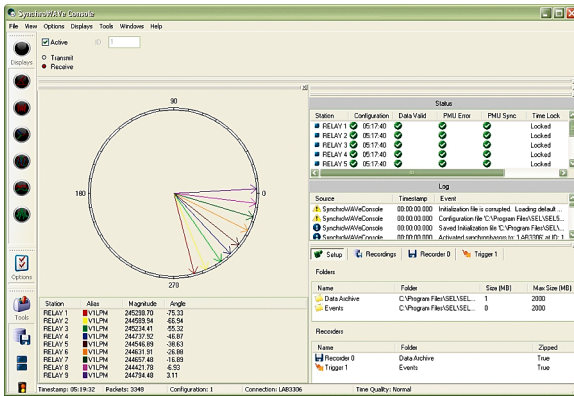 SynchroWAVe Console
File View Options Displays Tools Windows Help
Active ID 1
Transmit
Receive
Displays
Options
Tools
90
180
0
270
Station Alias Magnitude Angle
RELAY 1 V1LPM 245298.70 -75.33
RELAY 2 V1LPM 244589.94 -66.94
RELAY 3 V1LPM 245234.41 -55.32
RELAY 4 V1LPM 244737.92 -46.87
RELAY 5 V1LPM 244546.89 -38.63
RELAY 6 V1LPM 244631.91 -26.88
RELAY 7 V1LPM 244657.48 -16.89
RELAY 8 V1LPM 244421.78 -6.93
RELAY 9 V1LPM 244794.48 3.11
Status
Station Configuration Data Valid PMU Error PMU Sync Time Lock
RELAY 1 05:17:40 Locked
RELAY 2 05:17:40 Locked
RELAY 3 05:17:40 Locked
RELAY 4 05:17:40 Locked
RELAY 5 05:17:40 Locked
Log
Source Timestamp Event
SynchroWAVeConsole 00:00:00.000 Initialization file is corrupted. Loading default ...
SynchroWAVeConsole 00:00:00.000 Configuration file 'C:\Program Files\SEL\SEL5...
SynchroWAVeConsole 00:00:00.000 Saved Initialization file 'C:\Program Files\SEL\...
SynchroWAVeConsole 00:00:00.000 Activated synchrophasors to: 'LAB3306' at ID: 1
Setup Recordings Recorder 0 Trigger 1
Folders
Name Folder Size (MB) Max Size (MB)
Data Archive C:\Program Files\SEL\SEL... 1 2000
Events C:\Program Files\SEL\SEL... 0 2000
Recorders
Name Folder Zipped
Recorder 0 Data Archive True
Trigger 1 Events True
Timestamp: 05:19:32 Packets: 3348 Configuration: 1 Connection: LAB3306 Time Quality: Normal